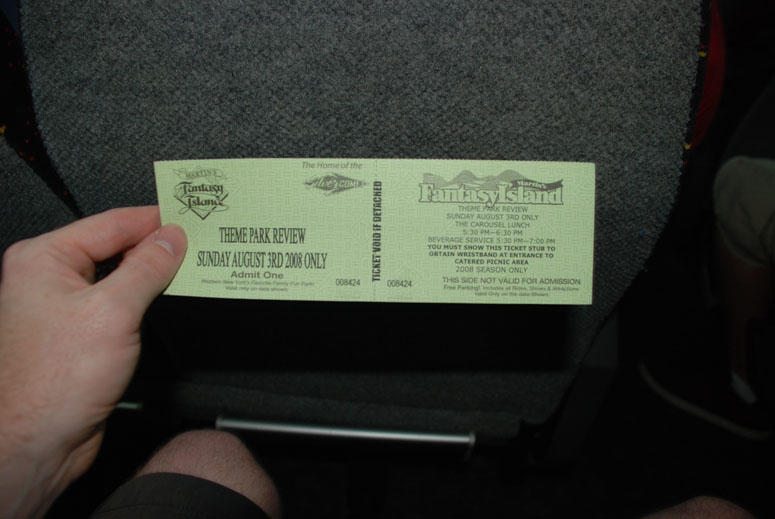 MARTIN'S
Fantasy
Island
The Home of the
Silver COMET
THEME PARK REVIEW
SUNDAY AUGUST 3RD 2008 ONLY
Admit One
Western New York's Favorite Family Fun Park!
Valid only on date shown
008424
TICKET VOID IF DETACHED
008424
Martin's
FantasyIsland
THEME PARK REVIEW
SUNDAY AUGUST 3RD ONLY
THE CAROUSEL LUNCH
5:30 PM–6:30 PM
BEVERAGE SERVICE 5:30 PM–7:00 PM
YOU MUST SHOW THIS TICKET STUB TO
OBTAIN WRISTBAND AT ENTRANCE TO
CATERED PICNIC AREA
2008 SEASON ONLY
THIS SIDE NOT VALID FOR ADMISSION
Free Parking! Includes all Rides, Shows & Attractions
Valid Only on the date Shown